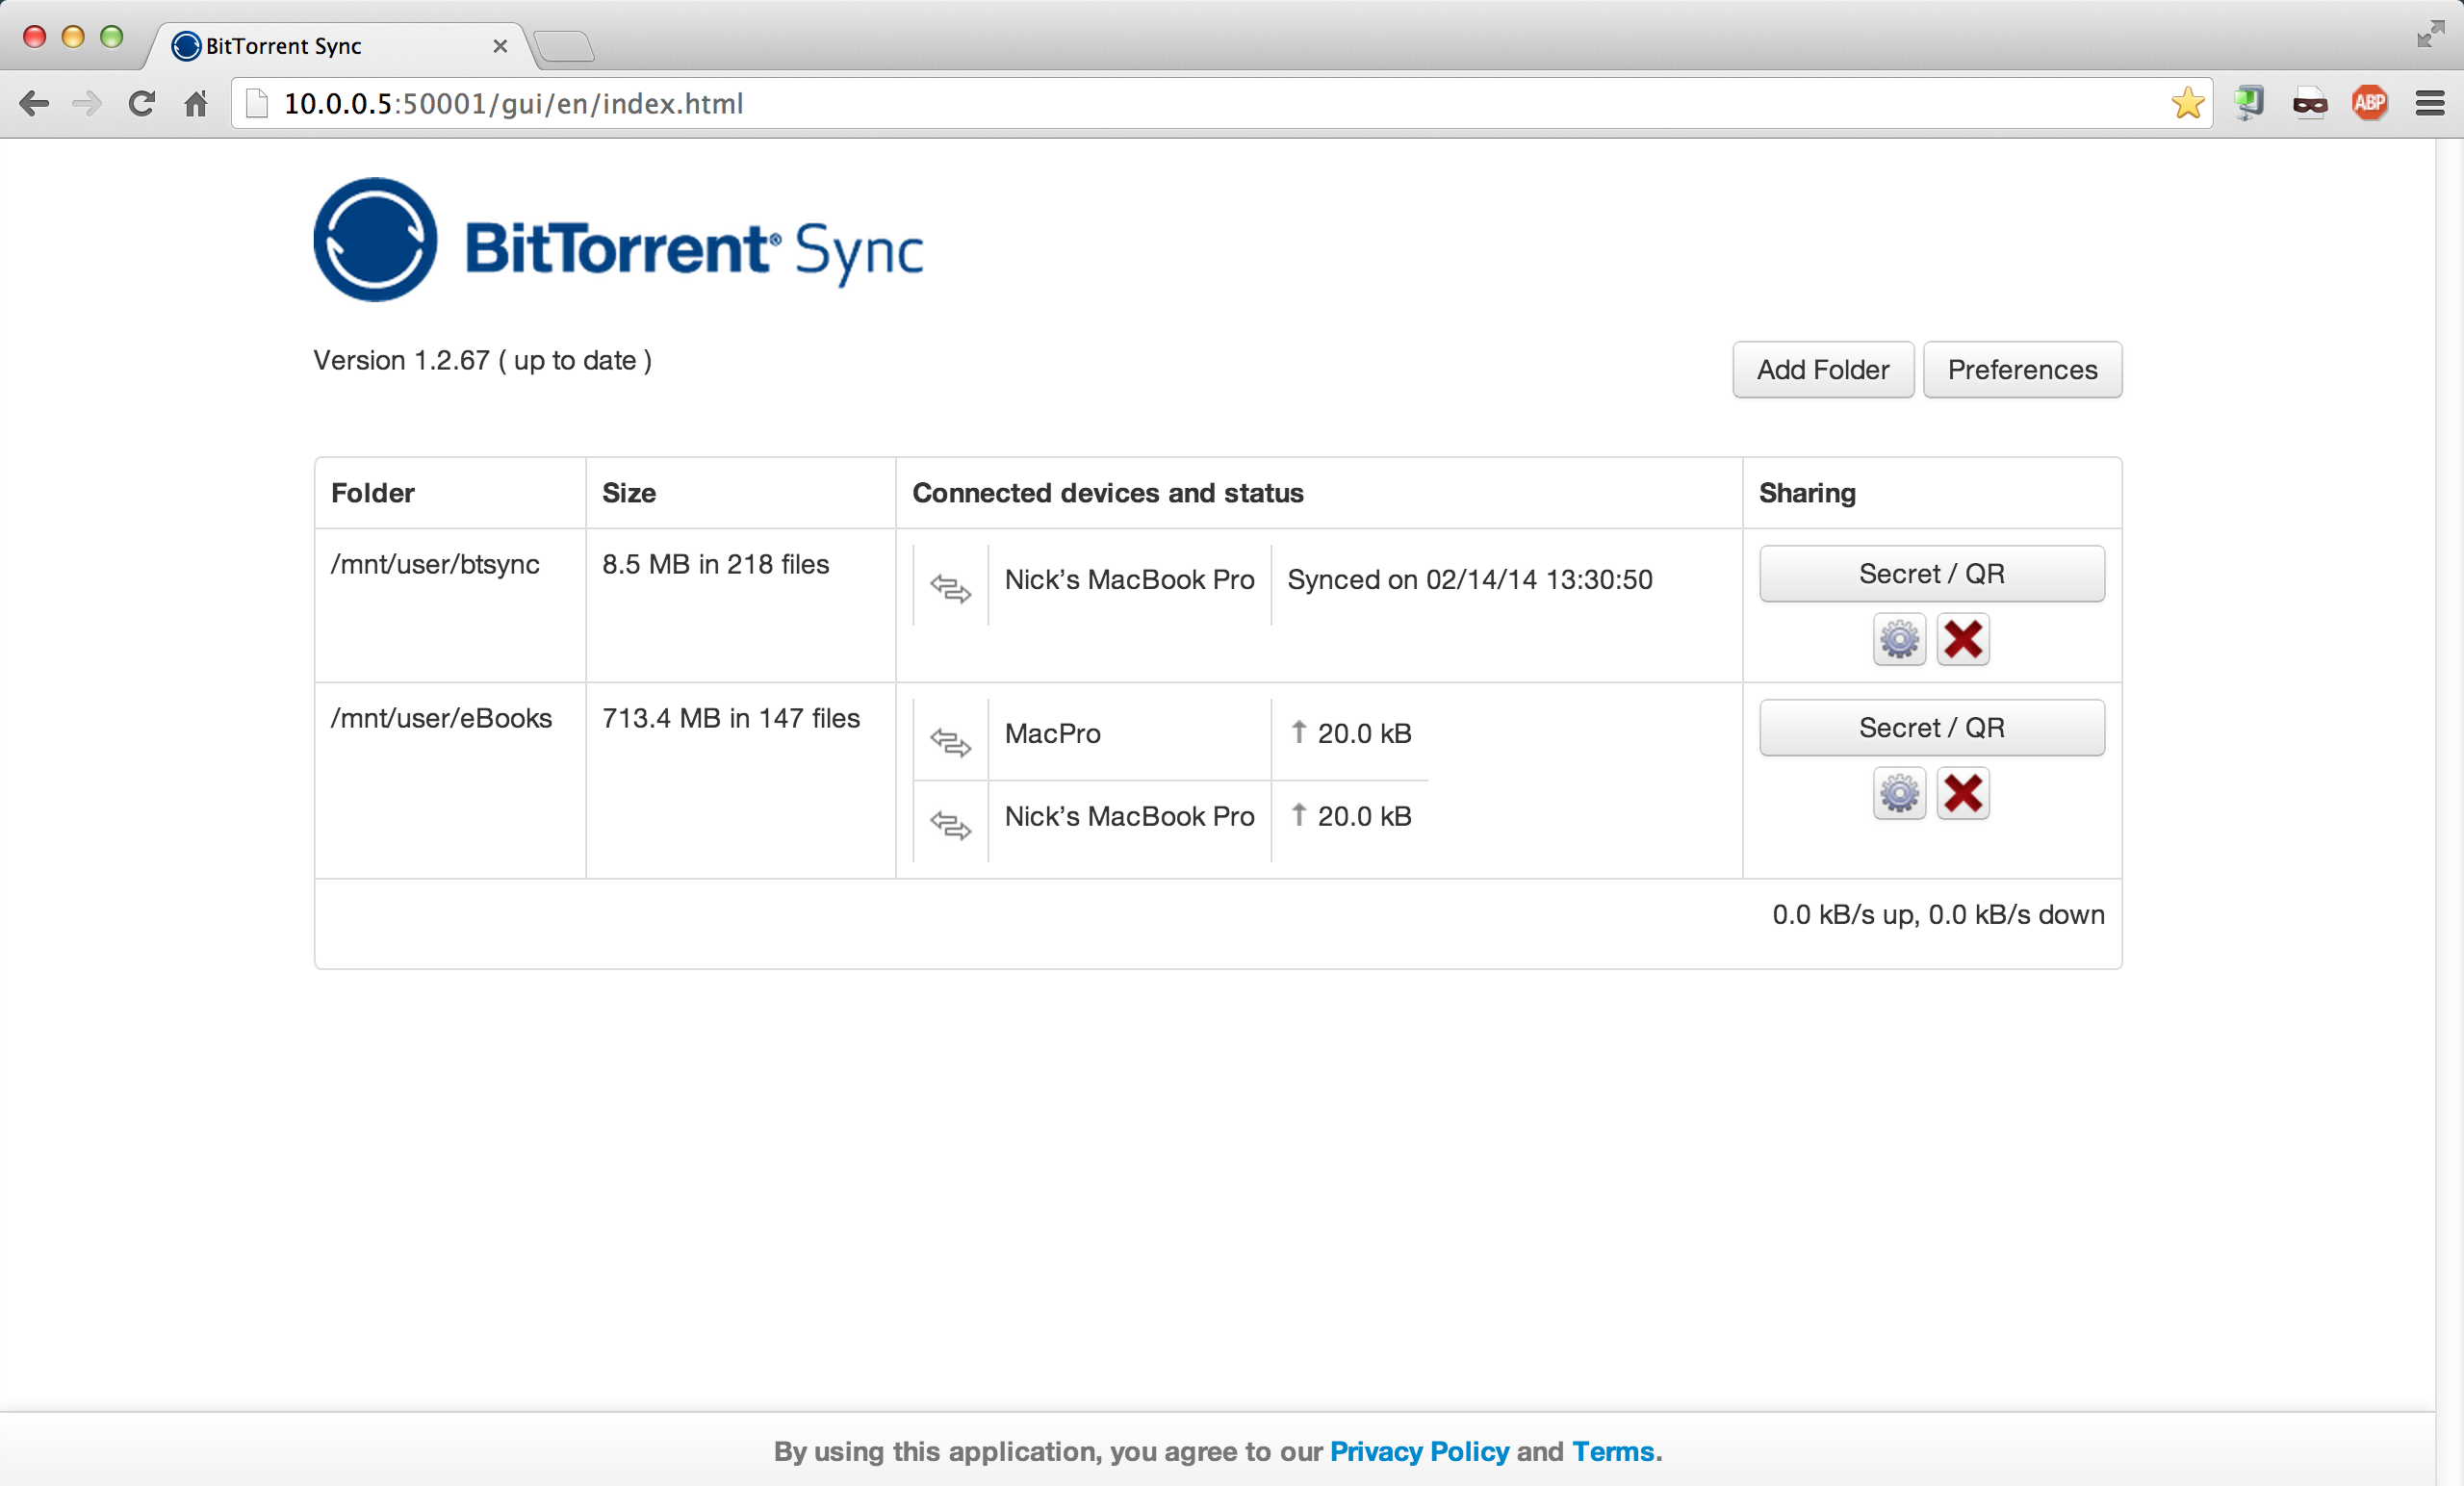 BitTorrent Sync
10.0.0.5:50001/gui/en/index.html
ABP
BitTorrent® Sync
Version 1.2.67 ( up to date )
Add Folder Preferences
Folder Size Connected devices and status Sharing
/mnt/user/btsync 8.5 MB in 218 files Nick’s MacBook Pro Synced on 02/14/14 13:30:50 Secret / QR
/mnt/user/eBooks 713.4 MB in 147 files MacPro ↑ 20.0 kB Secret / QR
Nick’s MacBook Pro ↑ 20.0 kB
0.0 kB/s up, 0.0 kB/s down
By using this application, you agree to our Privacy Policy and Terms.